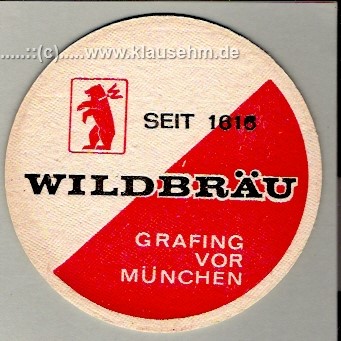 .....::(c).....www.klausehm.de
SEIT 1616
WILDBRÄU
GRAFING
VOR
MÜNCHEN